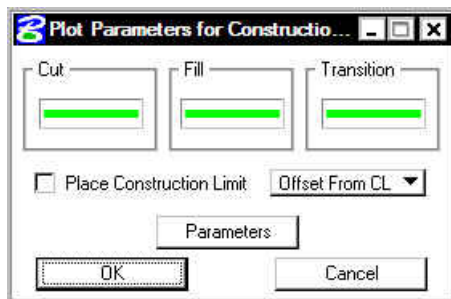 Plot Parameters for Constructio...
Cut Fill Transition
Place Construction Limit Offset From CL
Parameters
OK Cancel